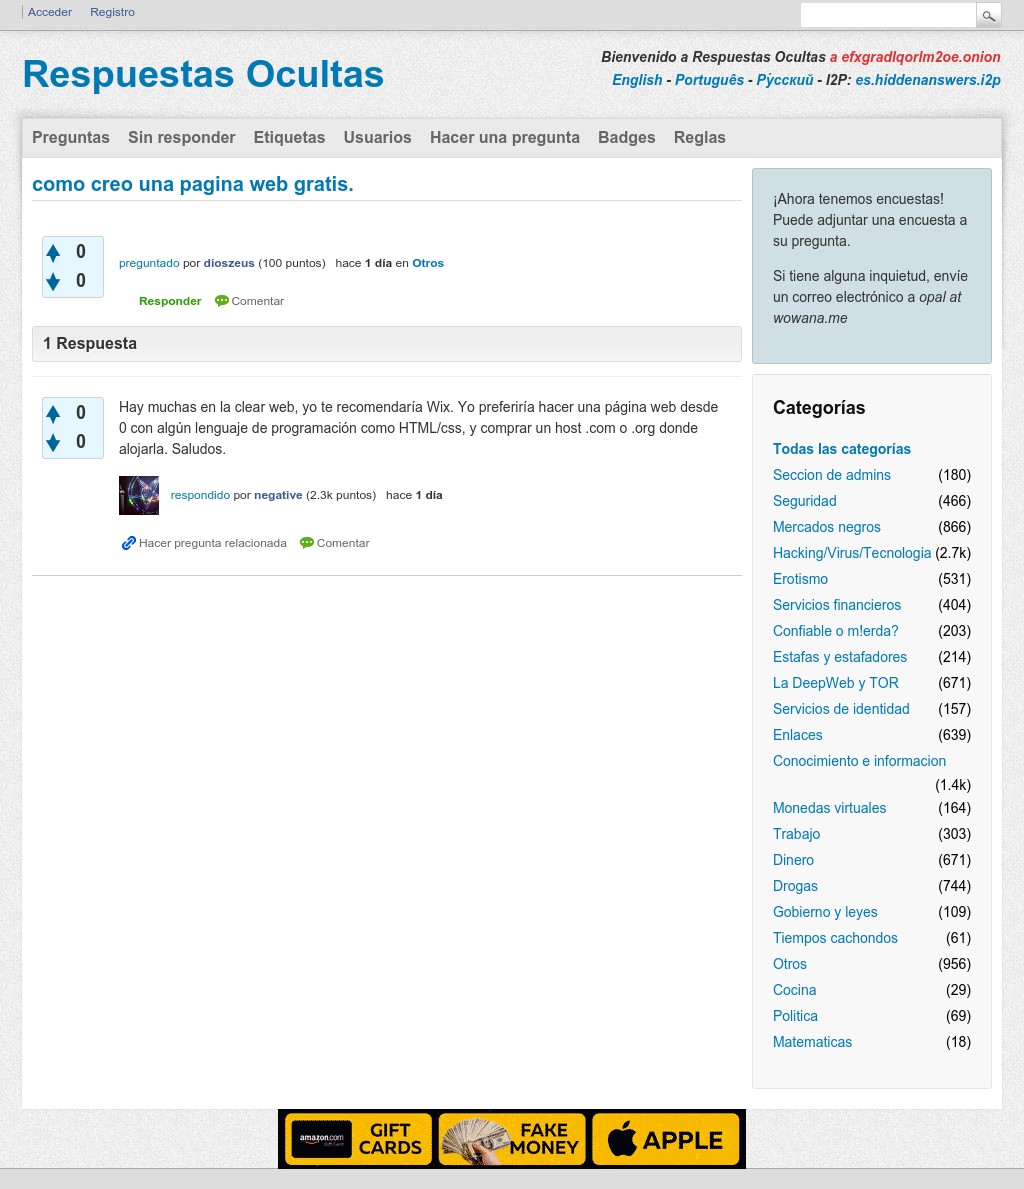 Acceder Registro
Respuestas Ocultas
Bienvenido a Respuestas Ocultas a efxgradlqorlm2oe.onion
English - Português - Ру́сский - I2P: es.hiddenanswers.i2p
Preguntas Sin responder Etiquetas Usuarios Hacer una pregunta Badges Reglas
como creo una pagina web gratis.
0
0
preguntado por dioszeus (100 puntos) hace 1 día en Otros
Responder Comentar
1 Respuesta
0
0
Hay muchas en la clear web, yo te recomendaría Wix. Yo preferiría hacer una página web desde
0 con algún lenguaje de programación como HTML/css, y comprar un host .com o .org donde
alojarla. Saludos.
respondido por negative (2.3k puntos) hace 1 día
Hacer pregunta relacionada Comentar
¡Ahora tenemos encuestas!
Puede adjuntar una encuesta a
su pregunta.
Si tiene alguna inquietud, envíe
un correo electrónico a opal at
wowana.me
Categorías
Todas las categorías
Seccion de admins (180)
Seguridad (466)
Mercados negros (866)
Hacking/Virus/Tecnologia (2.7k)
Erotismo (531)
Servicios financieros (404)
Confiable o m!erda? (203)
Estafas y estafadores (214)
La DeepWeb y TOR (671)
Servicios de identidad (157)
Enlaces (639)
Conocimiento e informacion
(1.4k)
Monedas virtuales (164)
Trabajo (303)
Dinero (671)
Drogas (744)
Gobierno y leyes (109)
Tiempos cachondos (61)
Otros (956)
Cocina (29)
Politica (69)
Matematicas (18)
amazon.com
Gift Card
GIFT
CARDS
FAKE
MONEY
APPLE